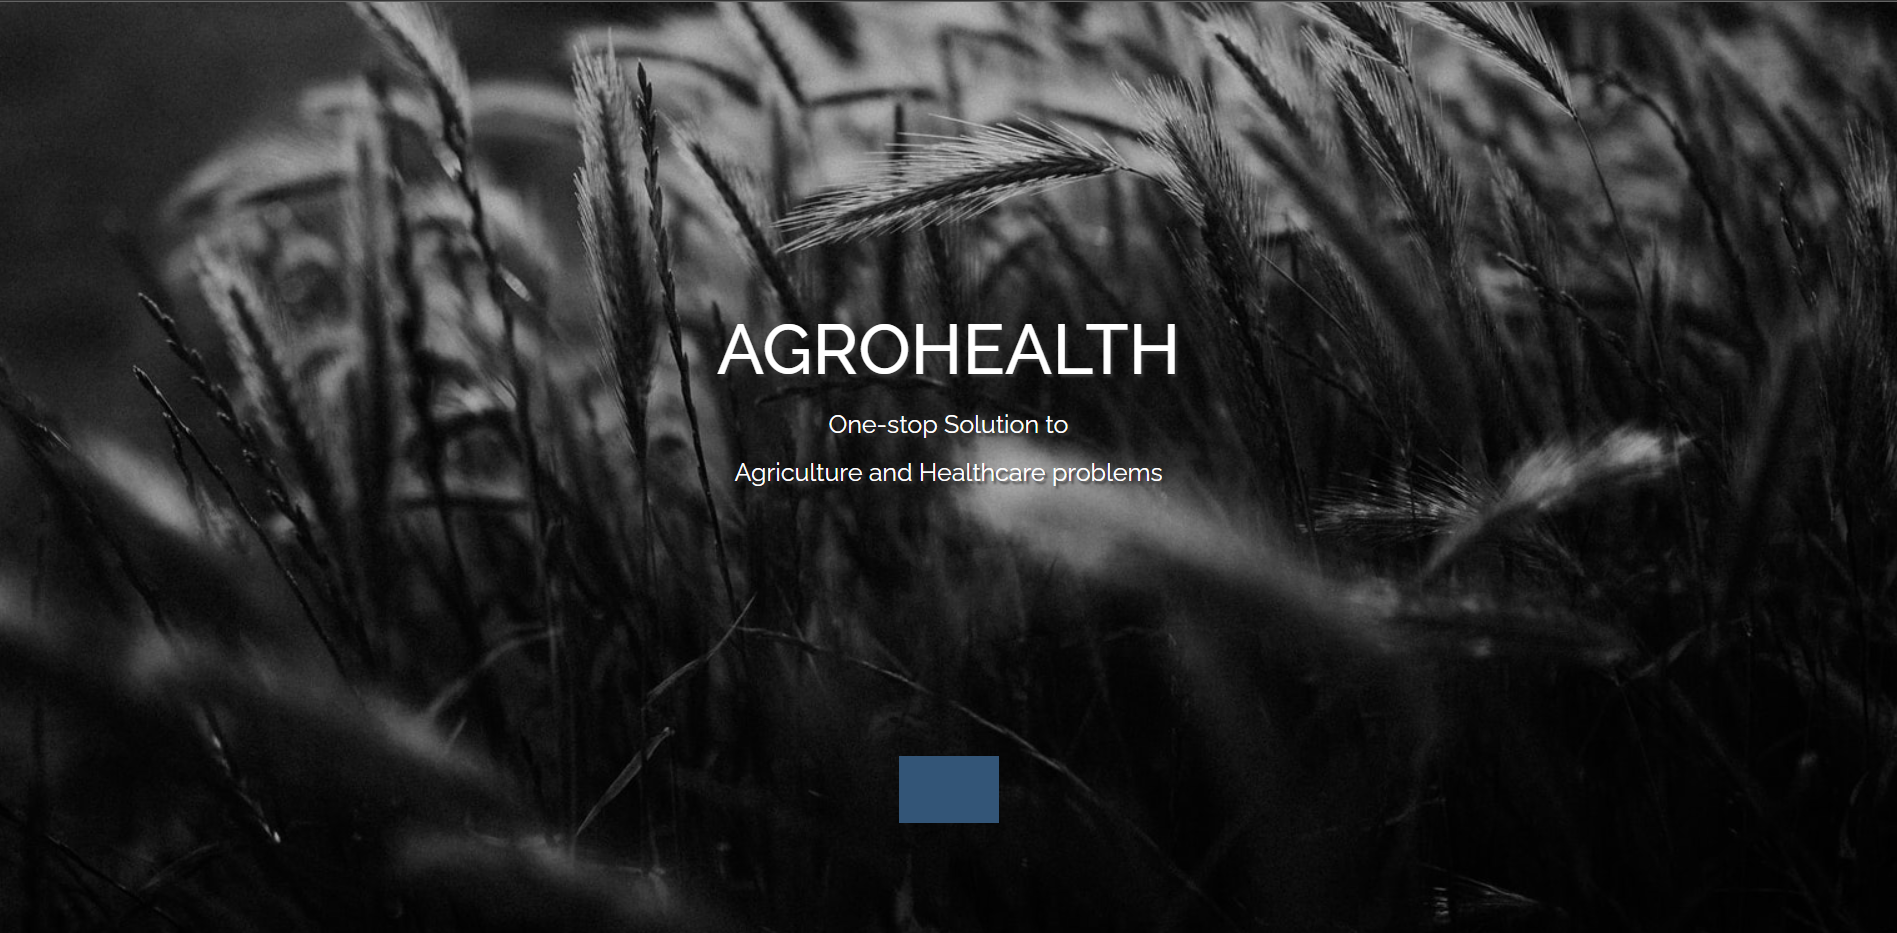 AGROHEALTH
One-stop Solution to
Agriculture and Healthcare problems